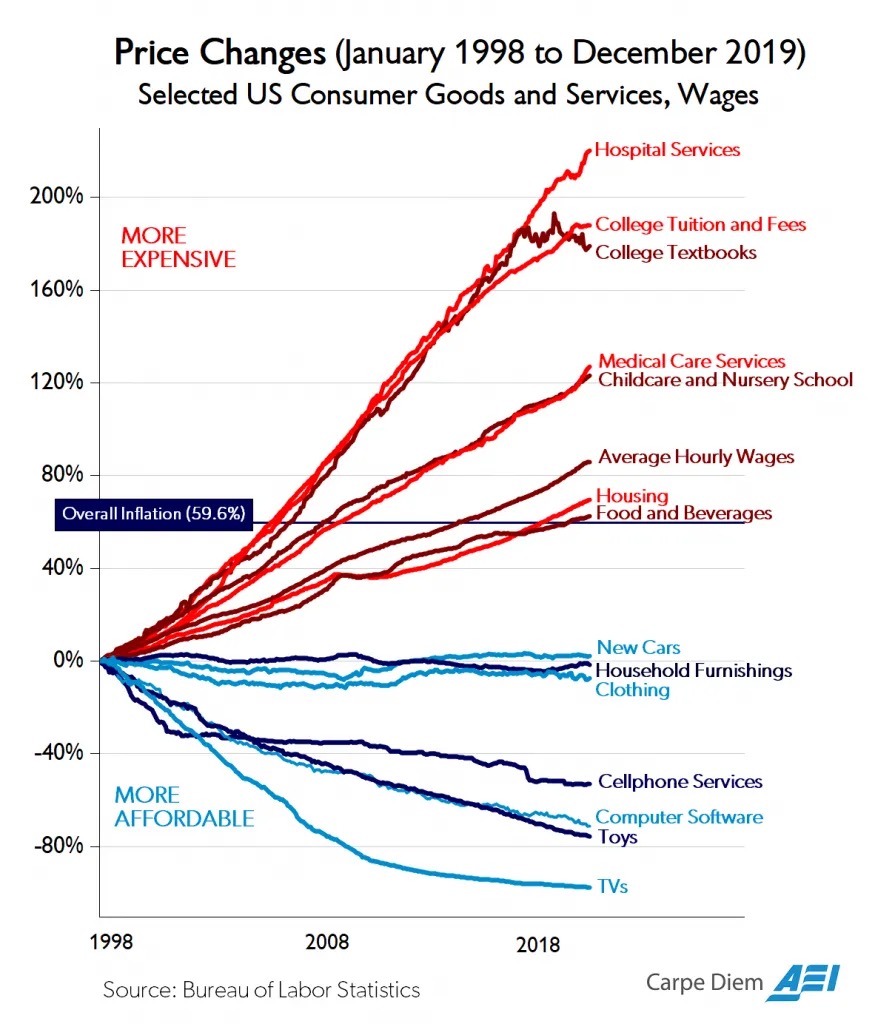 Price Changes (January 1998 to December 2019)
Selected US Consumer Goods and Services, Wages
Hospital Services
200%
College Tuition and Fees
MORE
EXPENSIVE
College Textbooks
160%
Medical Care Services
120%
Childcare and Nursery School
Average Hourly Wages
80%
Housing
Overall Inflation (59.6%)
Food and Beverages
40%
New Cars
0%
Household Furnishings
Clothing
-40%
Cellphone Services
MORE
AFFORDABLE
Computer Software
Toys
-80%
TVs
1998
2008
2018
Source: Bureau of Labor Statistics
Carpe Diem AEI